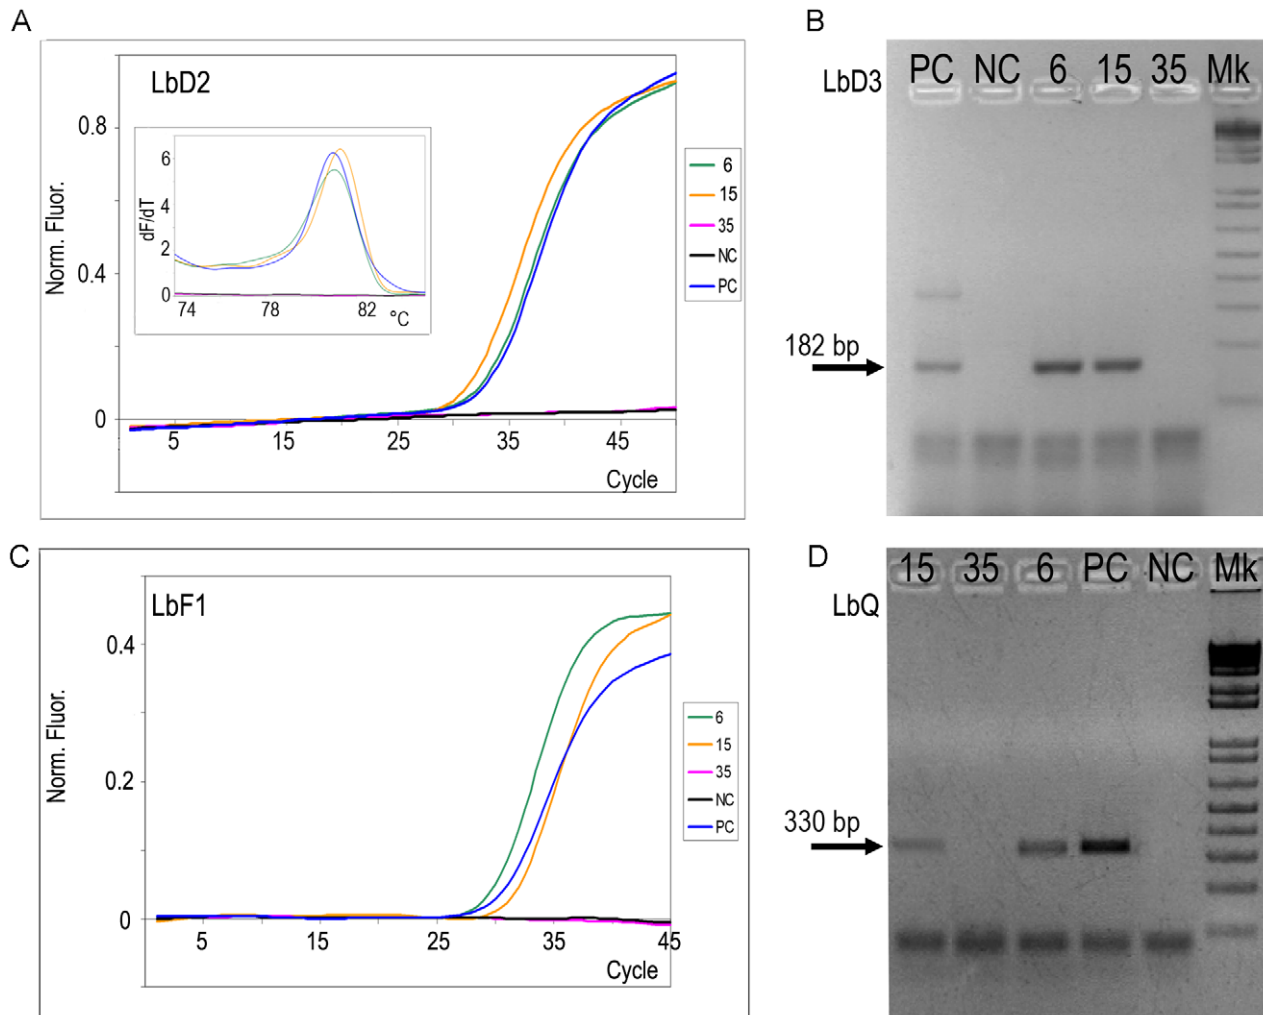 A
LbD2
Norm. Fluor.
0.8
0.4
0
5 15 25 35 45
Cycle
dF/dT
6
4
2
0
74 78 82 °C
6
15
35
NC
PC
B
LbD3
PC NC 6 15 35 Mk
182 bp
C
LbF1
Norm. Fluor.
0.4
0.2
0
5 15 25 35 45
Cycle
6
15
35
NC
PC
D
LbQ
15 35 6 PC NC Mk
330 bp